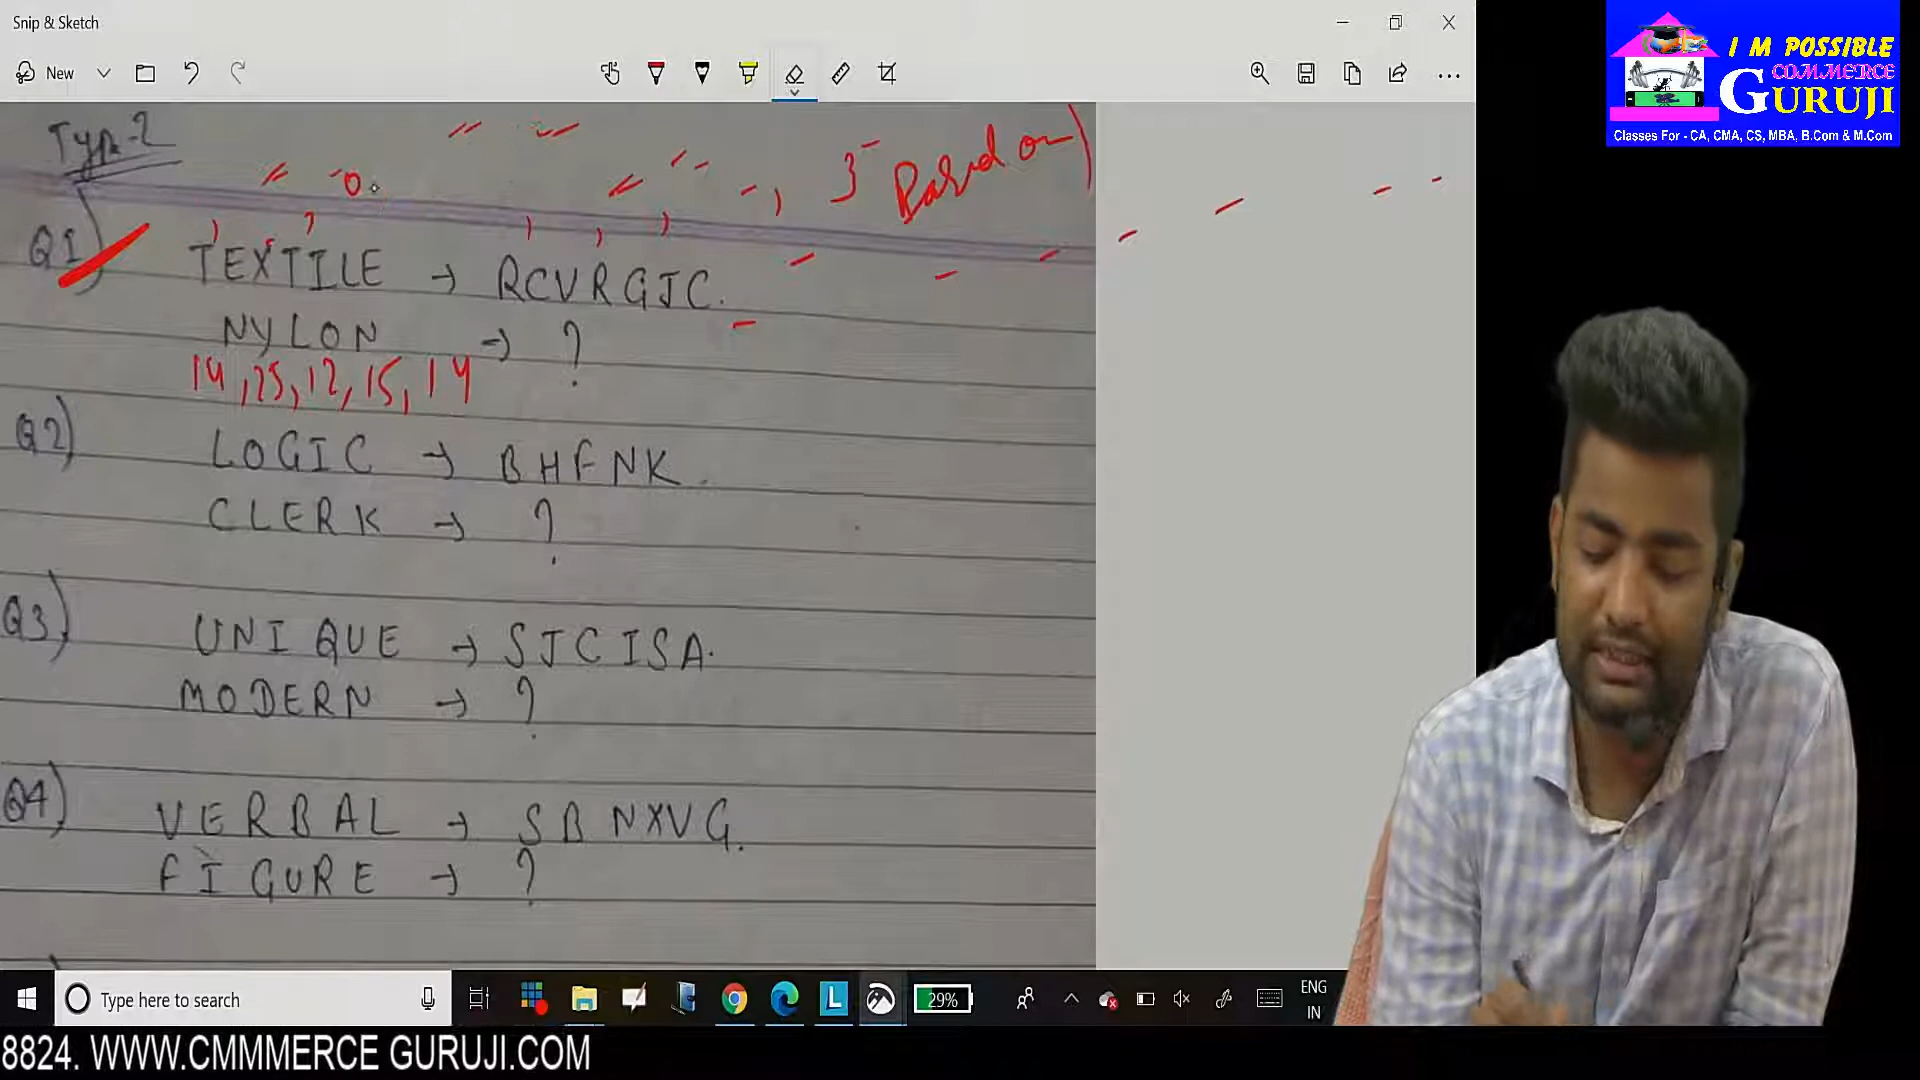 Snip & Sketch
New
I M POSSIBLE
COMMERCE
GURUJI
Classes For - CA, CMA, CS, MBA, B.Com & M.Com
Type-2
3 Based on)
Q1) TEXTILE → RCVRGJC.
NYLON → ?
14, 25, 12, 15, 14
Q2) LOGIC → BHFNK.
CLERK → ?
Q3) UNIQUE → SJCISA.
MODERN → ?
Q4) VERBAL → SBNXVG.
FIGURE → ?
Type here to search
L
29%
ENG
IN
8824. WWW.CMMMERCE GURUJI.COM